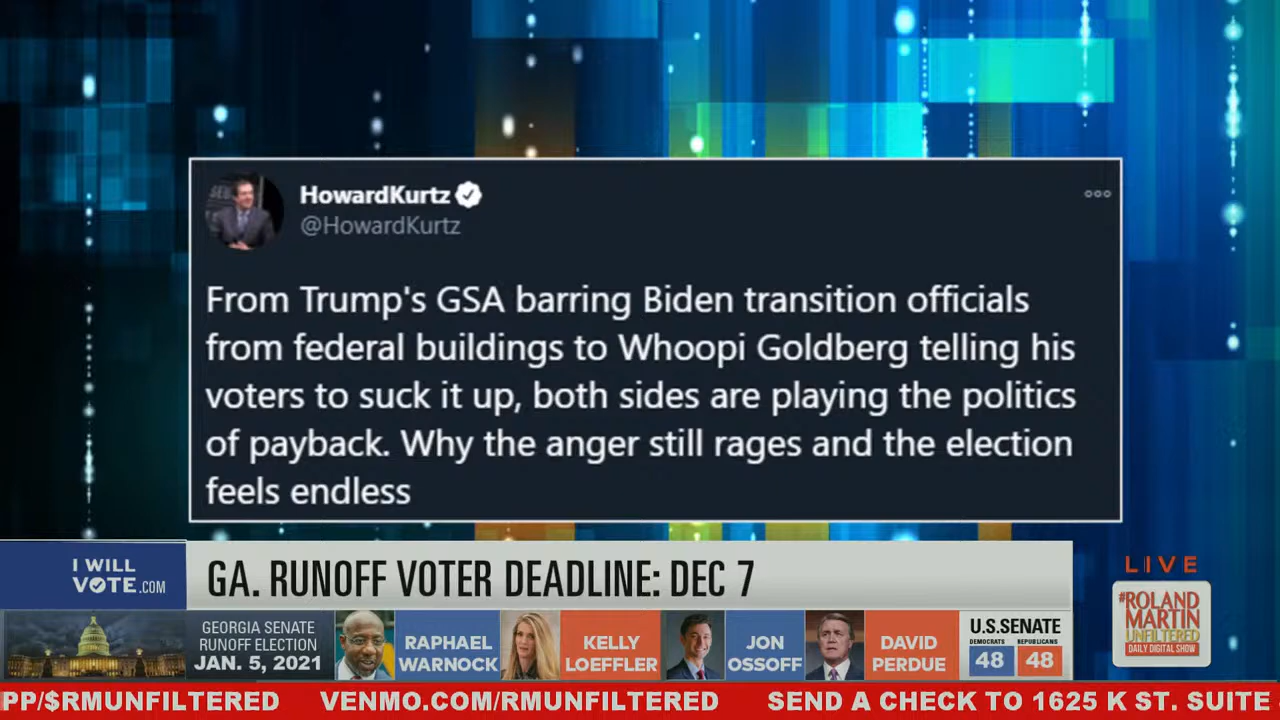 HowardKurtz
@HowardKurtz
From Trump's GSA barring Biden transition officials
from federal buildings to Whoopi Goldberg telling his
voters to suck it up, both sides are playing the politics
of payback. Why the anger still rages and the election
feels endless
I WILL
VOTE.COM
GA. RUNOFF VOTER DEADLINE: DEC 7
LIVE
#ROLAND
MARTIN
UNFILTERED
DAILY DIGITAL SHOW
GEORGIA SENATE
RUNOFF ELECTION
JAN. 5, 2021
RAPHAEL
WARNOCK
KELLY
LOEFFLER
JON
OSSOFF
DAVID
PERDUE
U.S. SENATE
DEMOCRATS REPUBLICANS
48 48
PP/$RMUNFILTERED VENMO.COM/RMUNFILTERED SEND A CHECK TO 1625 K ST. SUITE